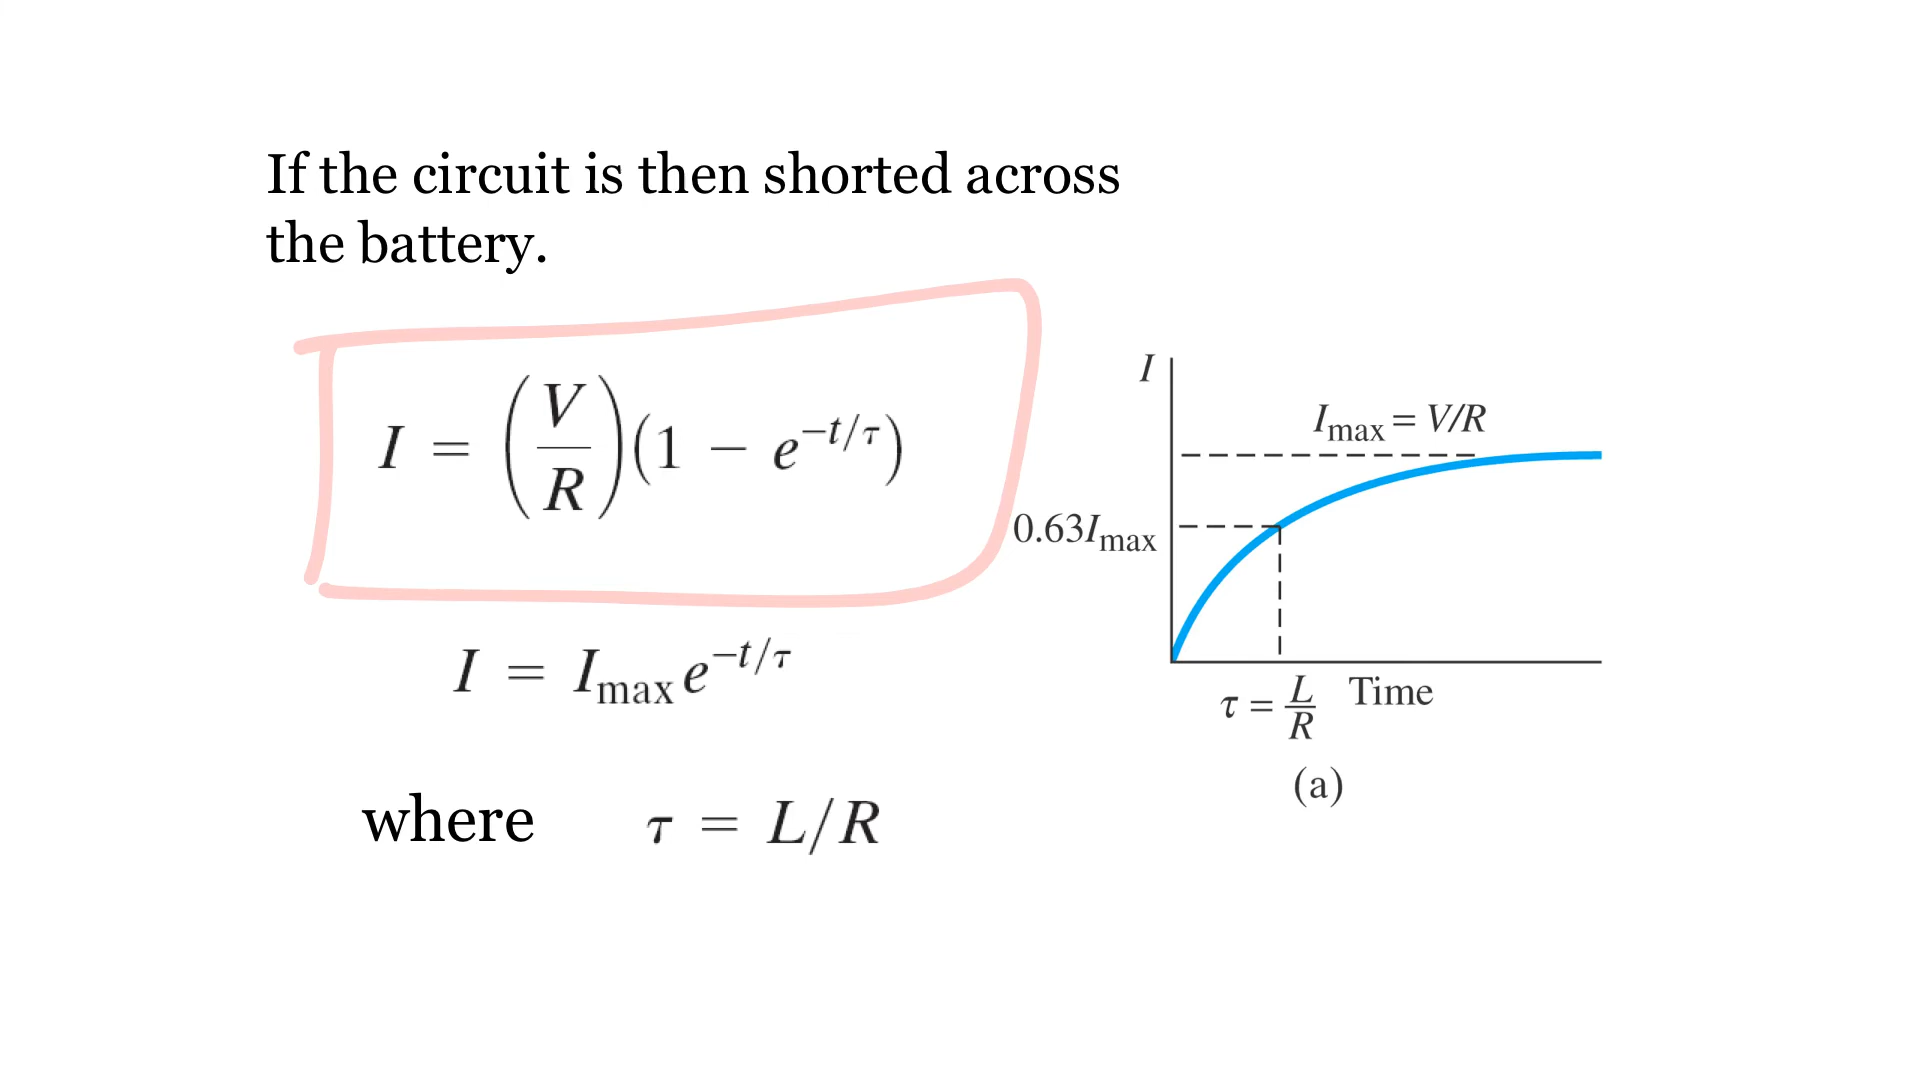 If the circuit is then shorted across
the battery.
I = (V/R)(1 − e^{−t/τ})
I = I_max e^{−t/τ}
where τ = L/R
I
I_max = V/R
0.63I_max
τ = L/R Time
(a)